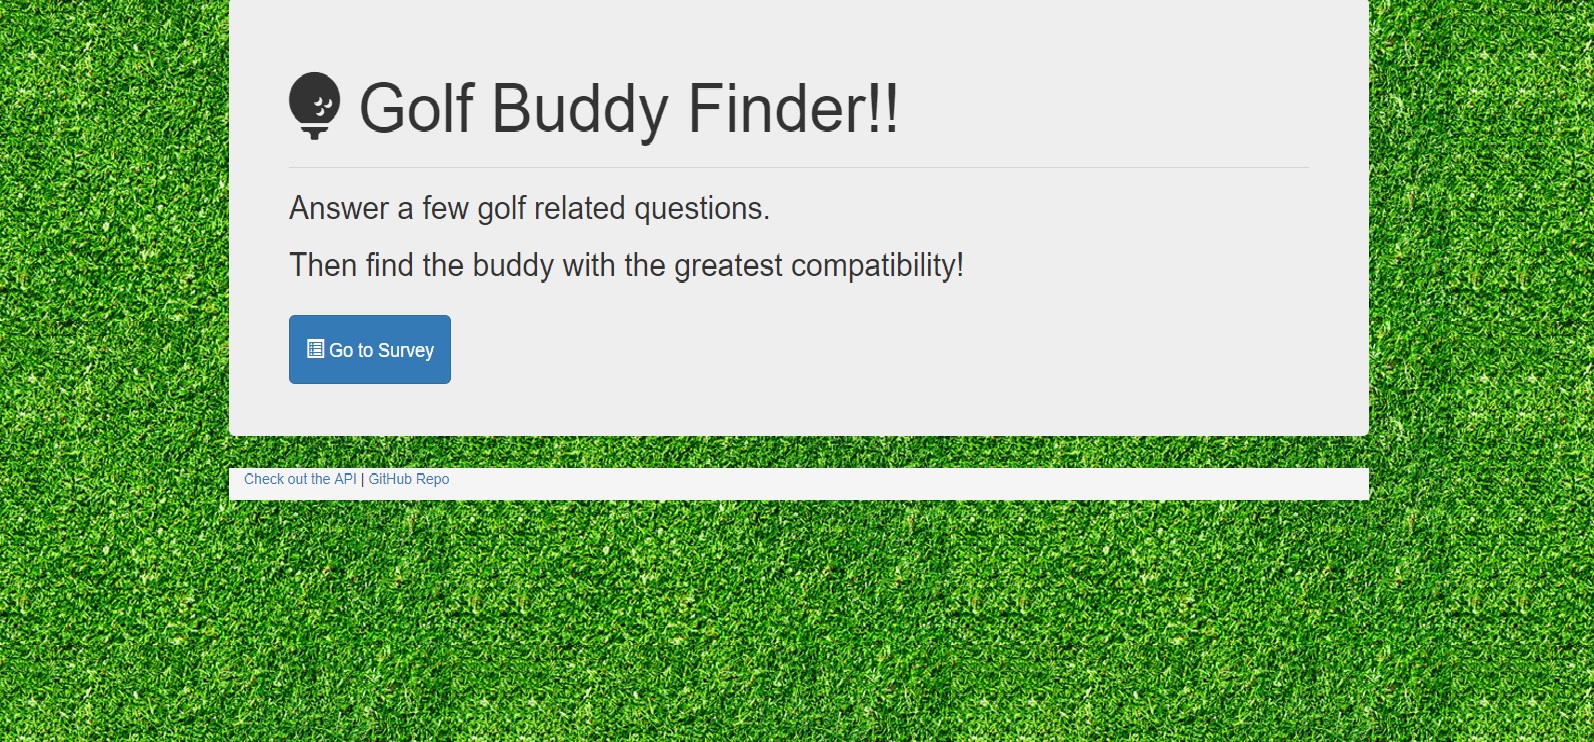 Golf Buddy Finder!!
Answer a few golf related questions.
Then find the buddy with the greatest compatibility!
Go to Survey
Check out the API | GitHub Repo